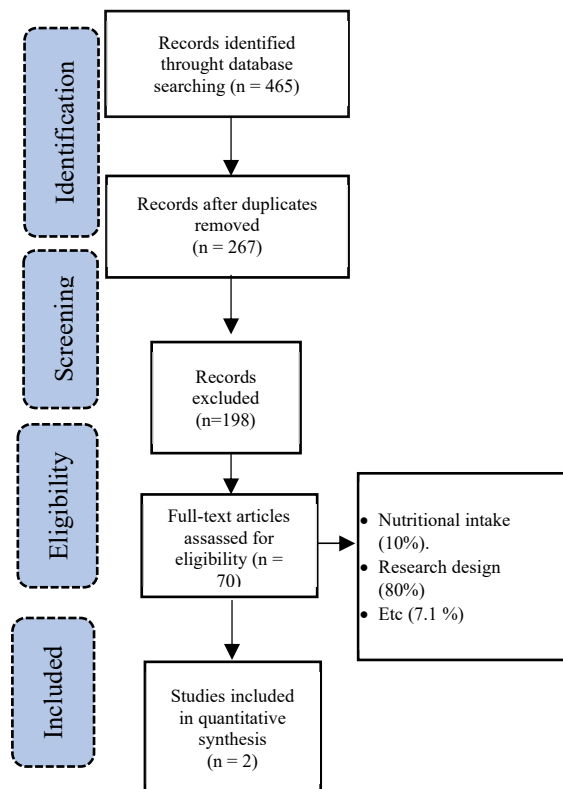 Identification
Records identified
throught database
searching (n = 465)
Records after duplicates
removed
(n = 267)
Screening
Records
excluded
(n=198)
Eligibility
Full-text articles
assassed for
eligibility (n =
70)
• Nutritional intake
(10%).
• Research design
(80%)
• Etc (7.1 %)
Included
Studies included
in quantitative
synthesis
(n = 2)